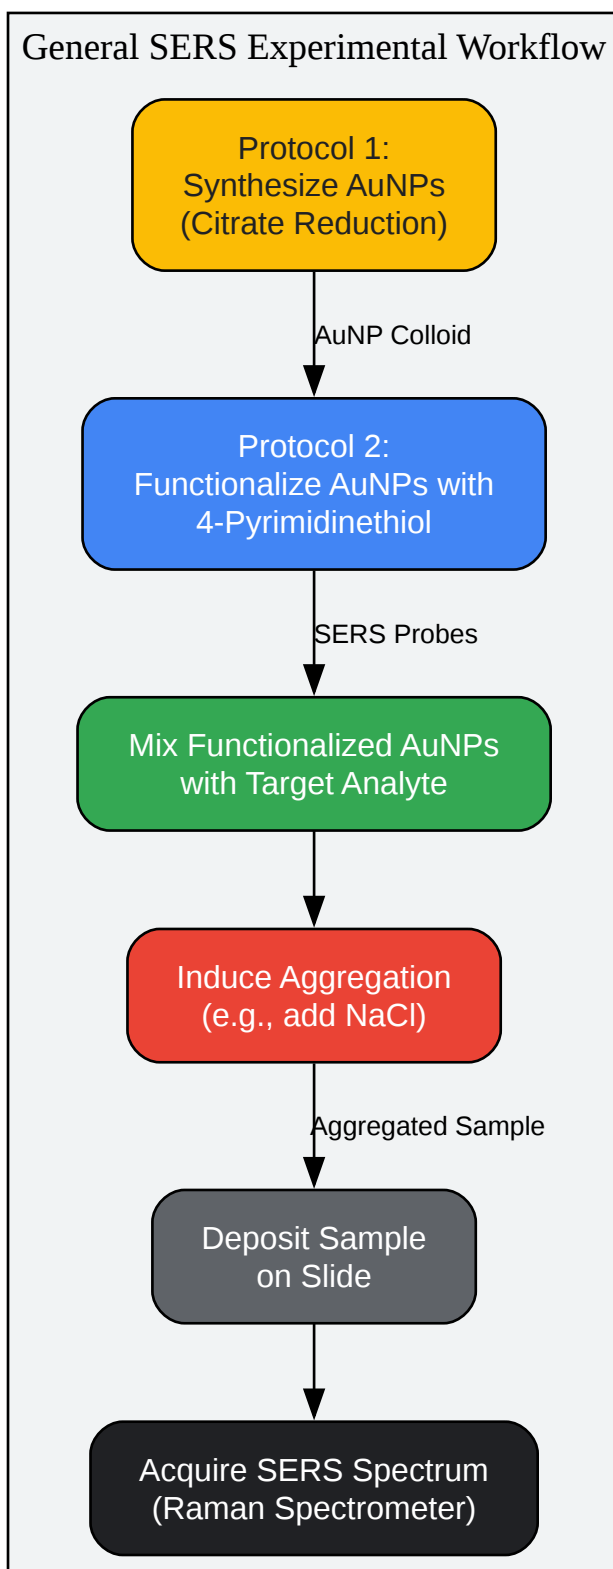 General SERS Experimental Workflow
Protocol 1:
Synthesize AuNPs
(Citrate Reduction)
AuNP Colloid
Protocol 2:
Functionalize AuNPs with
4-Pyrimidinethiol
SERS Probes
Mix Functionalized AuNPs
with Target Analyte
Induce Aggregation
(e.g., add NaCl)
Aggregated Sample
Deposit Sample
on Slide
Acquire SERS Spectrum
(Raman Spectrometer)